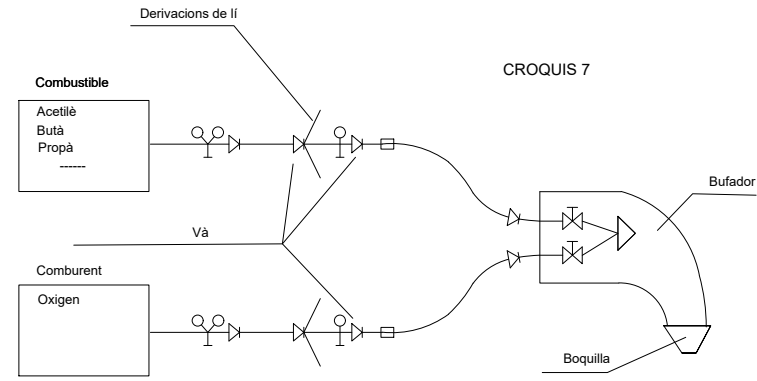 Derivacions de lí
CROQUIS 7
Combustible
Acetilè
Butà
Propà
------
Bufador
Và
Comburent
Oxigen
Boquilla